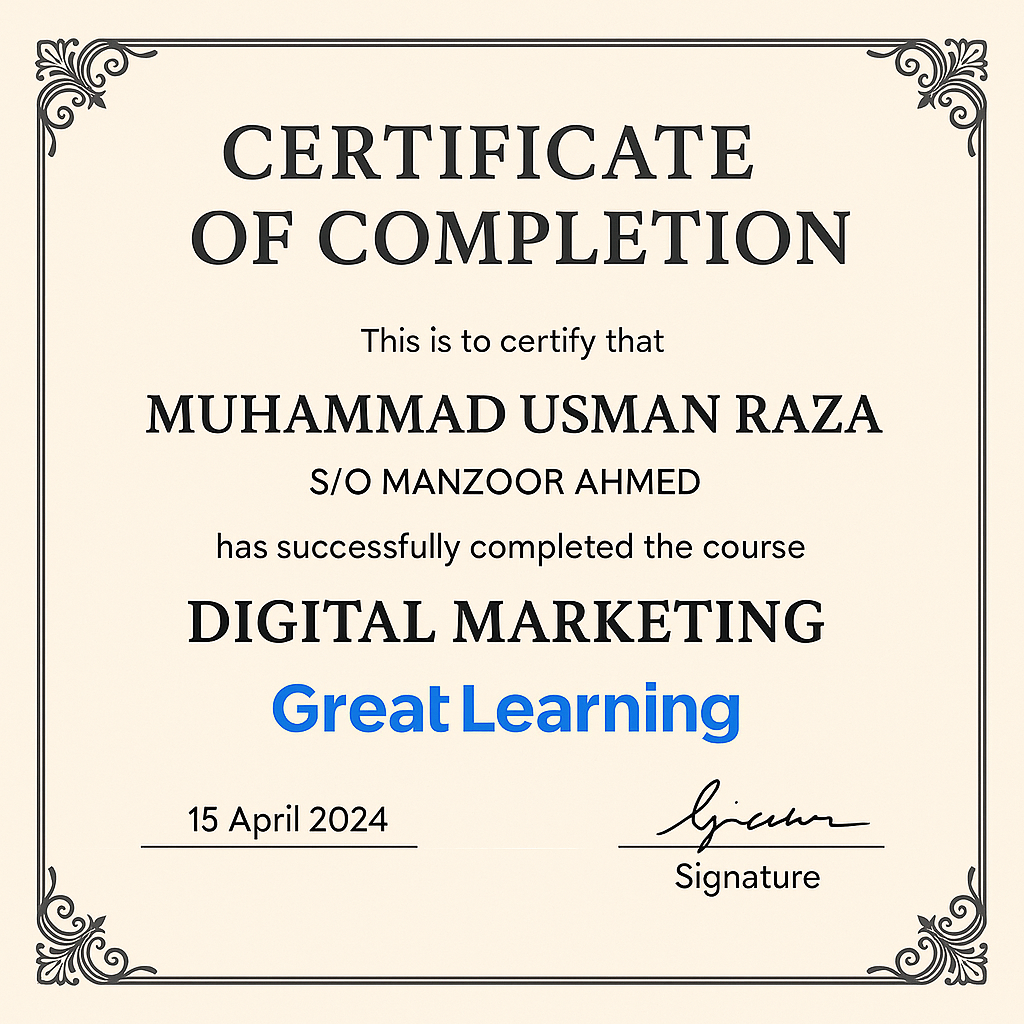 CERTIFICATE
OF COMPLETION
This is to certify that
MUHAMMAD USMAN RAZA
S/O MANZOOR AHMED
has successfully completed the course
DIGITAL MARKETING
Great Learning
15 April 2024
Signature